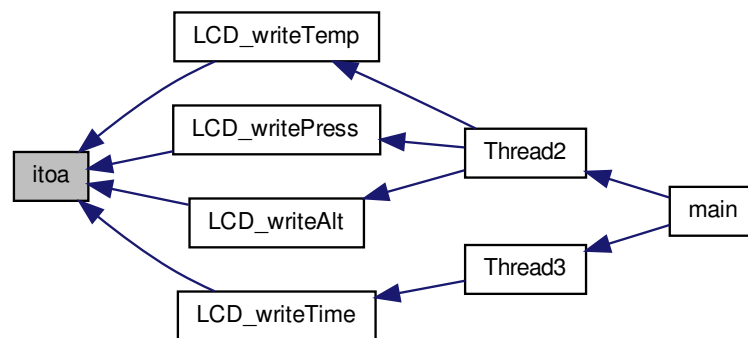 LCD_writeTemp
LCD_writePress
itoa
Thread2
LCD_writeAlt
main
Thread3
LCD_writeTime